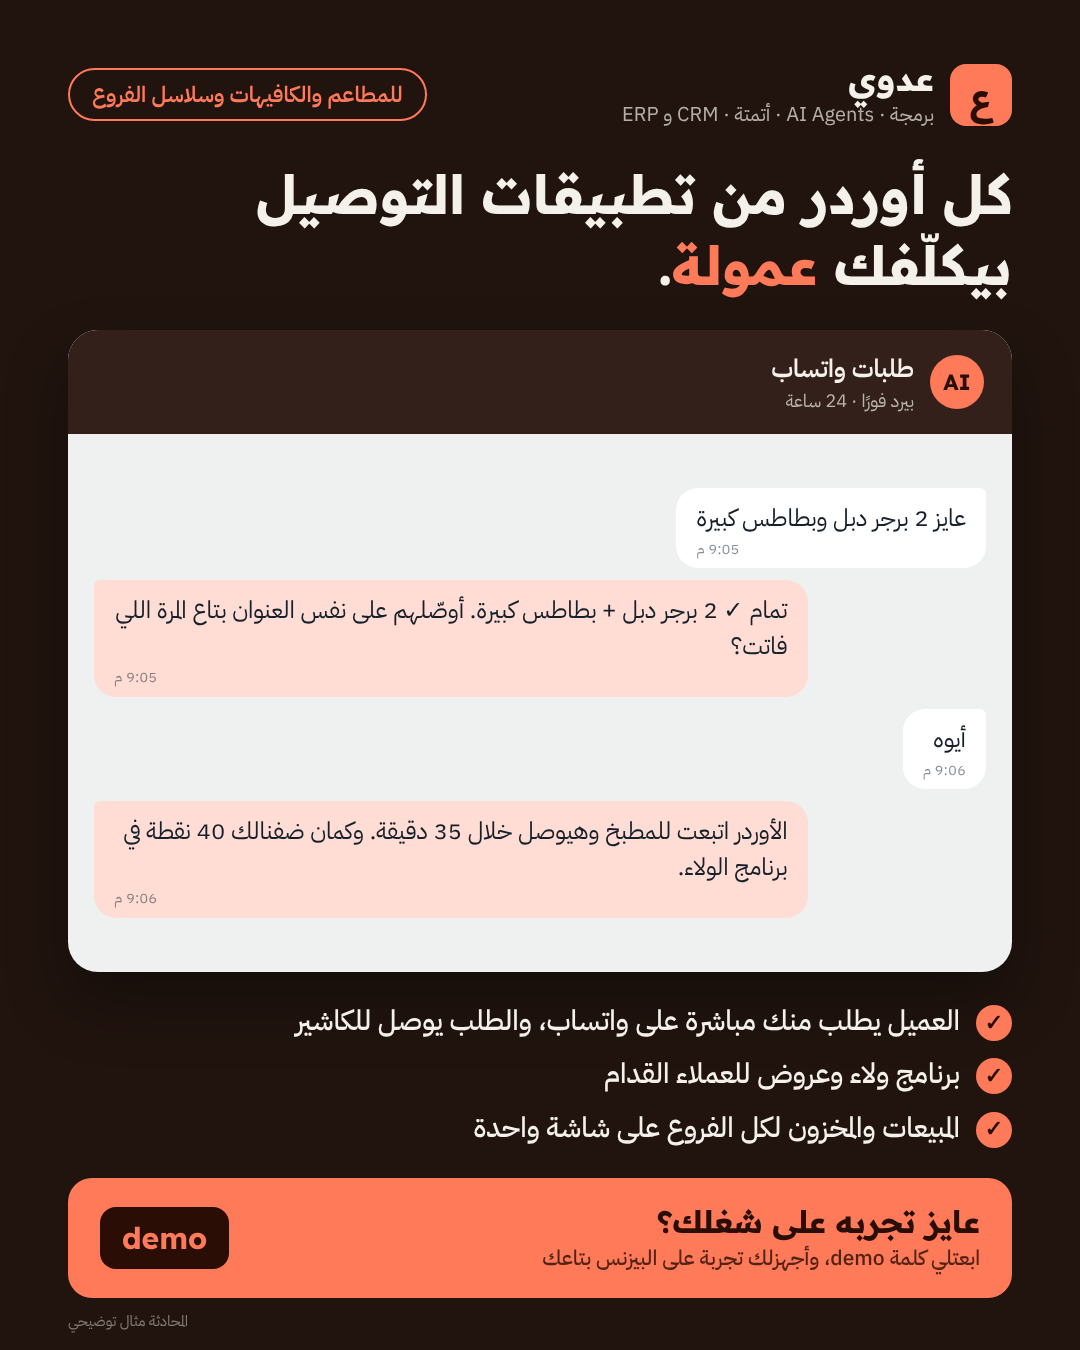 ع
عدوي
برمجة · AI Agents · أتمتة · CRM و ERP
للمطاعم والكافيهات وسلاسل الفروع
كل أوردر من تطبيقات التوصيل
بيكلّفك عمولة.
AI
طلبات واتساب
بيرد فورًا · 24 ساعة
عايز 2 برجر دبل وبطاطس كبيرة
9:05 م
تمام ✓ 2 برجر دبل + بطاطس كبيرة. أوصّلهم على نفس العنوان بتاع المرة اللي
فاتت؟
9:05 م
أيوه
9:06 م
الأوردر اتبعت للمطبخ وهيوصل خلال 35 دقيقة. وكمان ضفنالك 40 نقطة في
برنامج الولاء.
9:06 م
✓ العميل يطلب منك مباشرة على واتساب، والطلب يوصل للكاشير
✓ برنامج ولاء وعروض للعملاء القدام
✓ المبيعات والمخزون لكل الفروع على شاشة واحدة
عايز تجربه على شغلك؟
ابعتلي كلمة demo، وأجهزلك تجربة على البيزنس بتاعك
demo
المحادثة مثال توضيحي